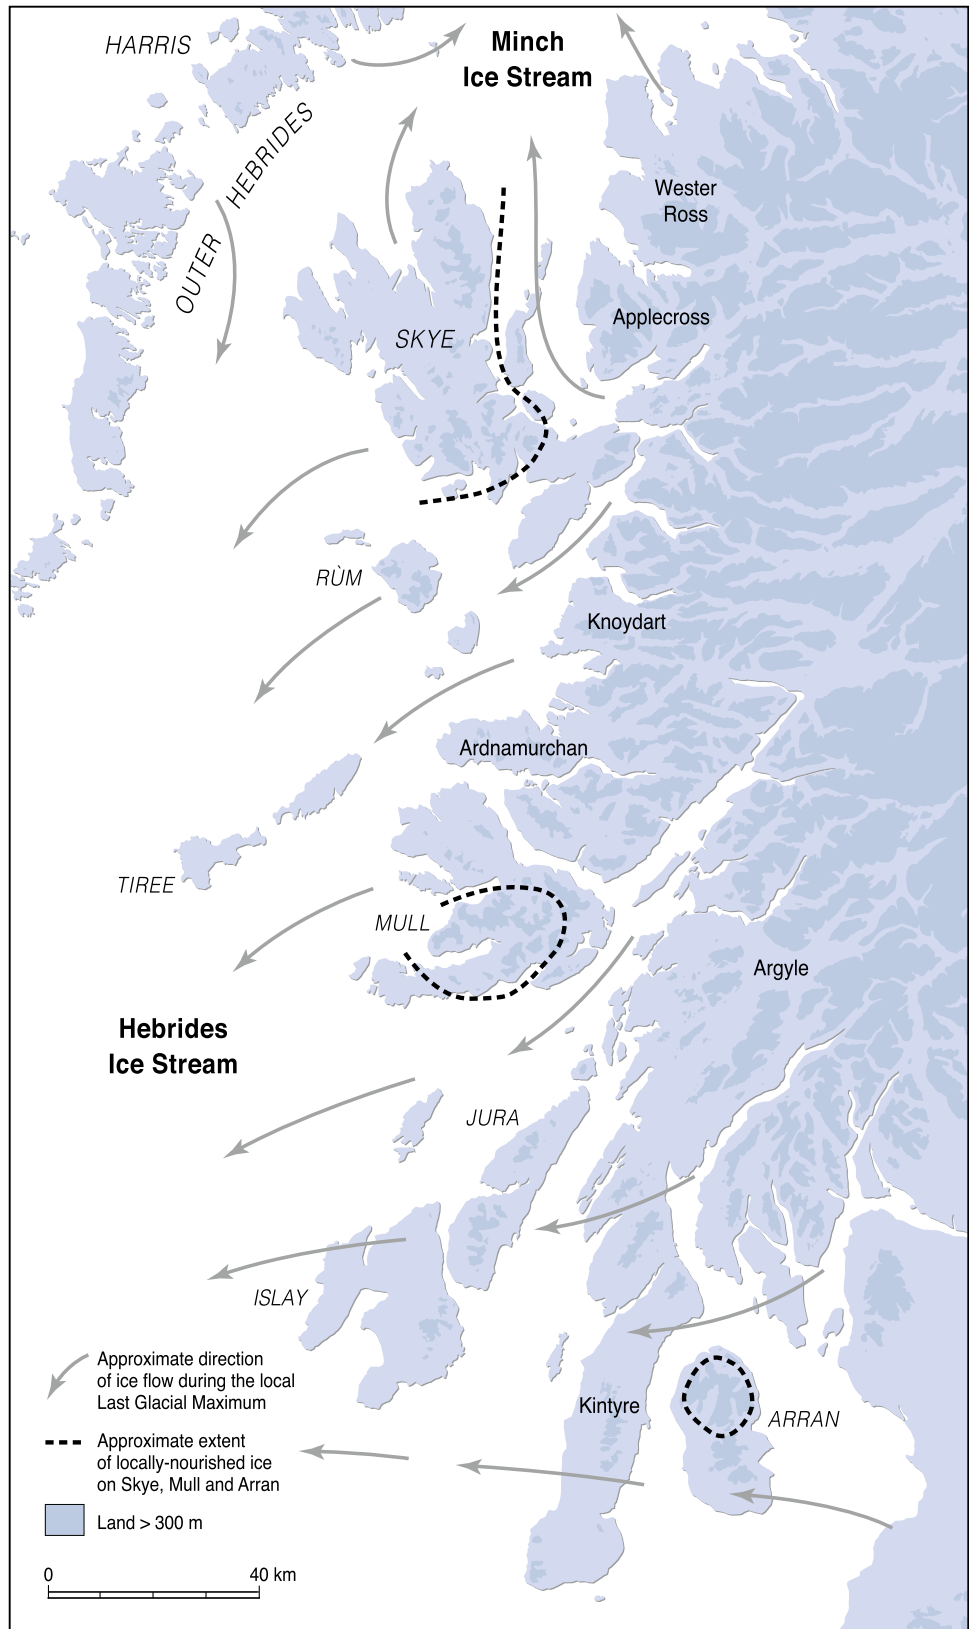 HARRIS
Minch
Ice Stream
OUTER HEBRIDES
Wester
Ross
Applecross
SKYE
RÙM
Knoydart
Ardnamurchan
TIREE
MULL
Argyle
Hebrides
Ice Stream
JURA
ISLAY
Kintyre
ARRAN
Approximate direction
of ice flow during the local
Last Glacial Maximum
Approximate extent
of locally-nourished ice
on Skye, Mull and Arran
Land > 300 m
0 40 km